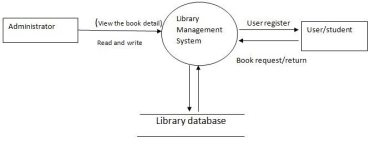 Administrator
(View the book detail)
Read and write
Library
Management
System
User register
User/student
Book request/return
Library database